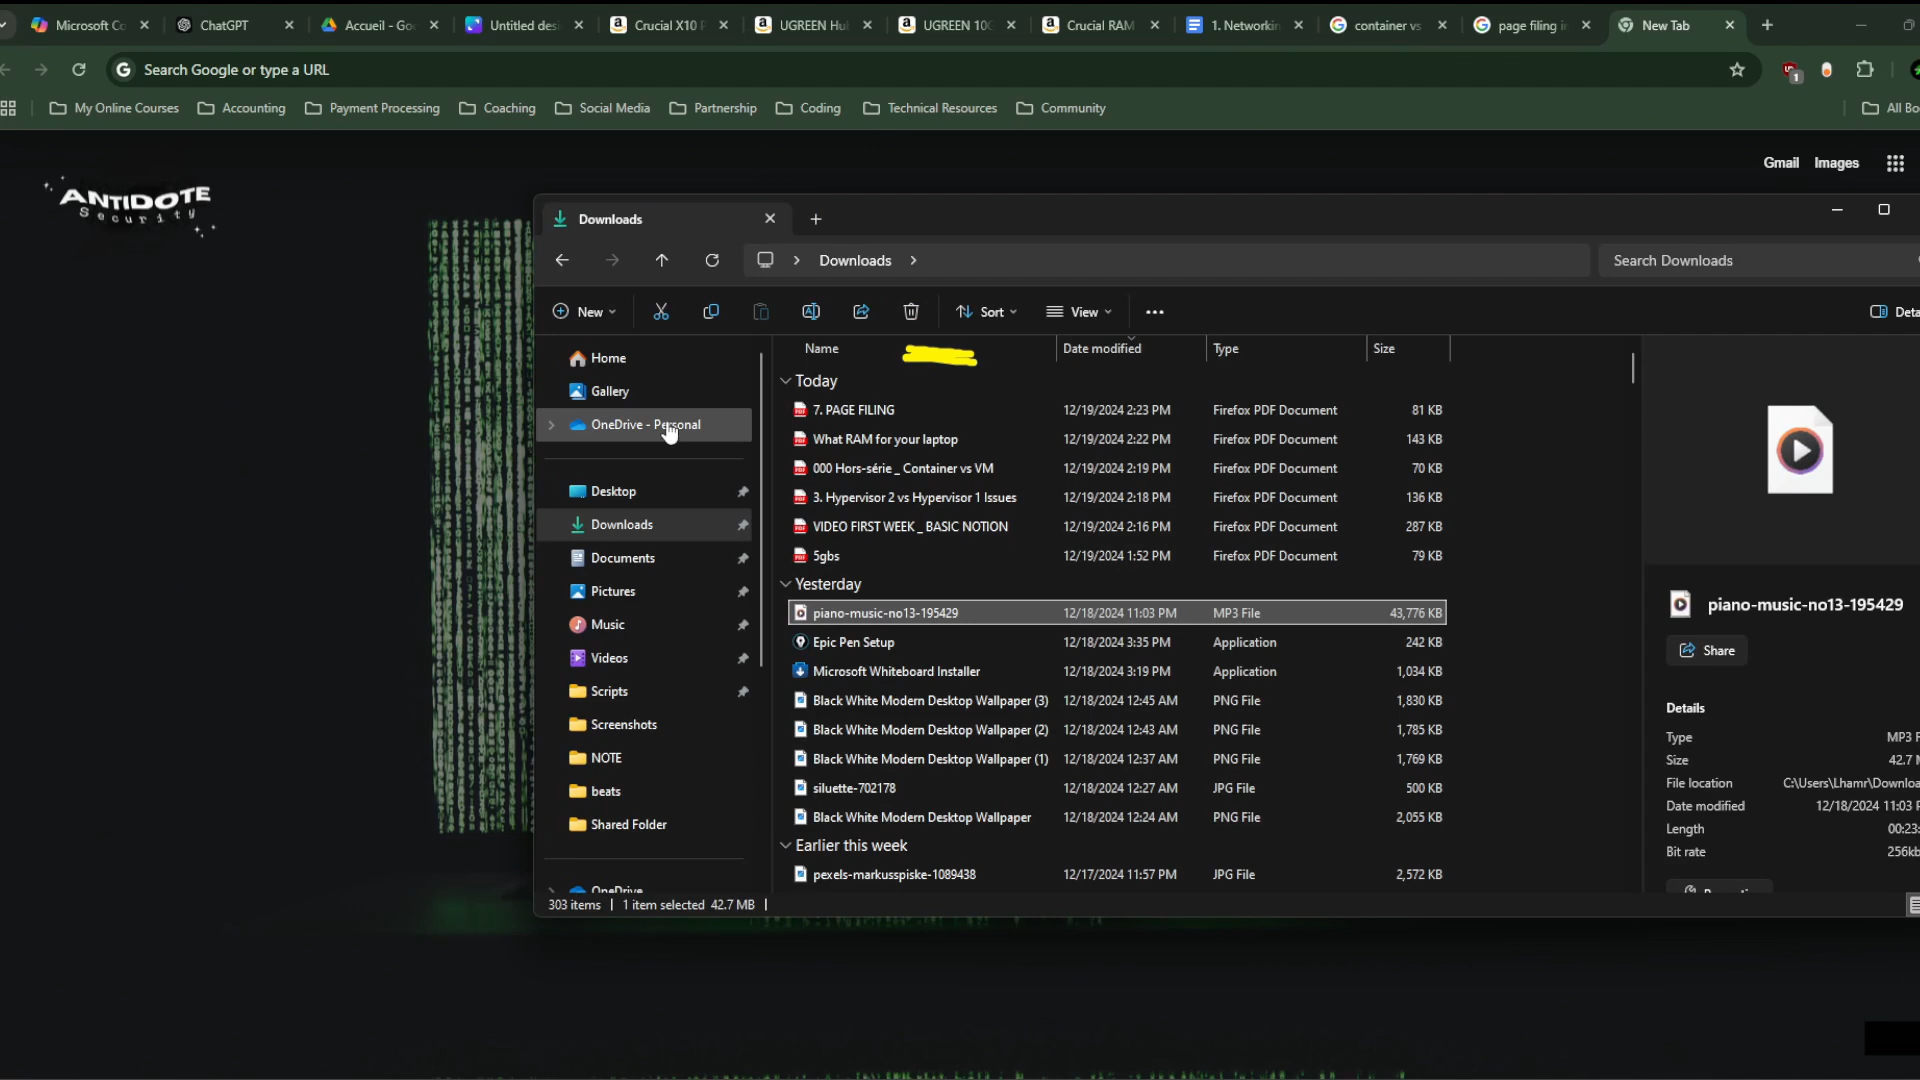 Microsoft Co
ChatGPT
Accueil - Goo
Untitled desi
Crucial X10 P
UGREEN Hub
UGREEN 10G
Crucial RAM
1. Networkin
container vs
page filing in
New Tab
Search Google or type a URL
1
My Online Courses
Accounting
Payment Processing
Coaching
Social Media
Partnership
Coding
Technical Resources
Community
All Bo
Gmail
Images
ANTIDOTE
Security
Downloads
Downloads
Search Downloads
New
Sort
View
Deta
Home
Gallery
OneDrive - Personal
Desktop
Downloads
Documents
Pictures
Music
Videos
Scripts
Screenshots
NOTE
beats
Shared Folder
OneDrive
Name Date modified Type Size
Today
7. PAGE FILING 12/19/2024 2:23 PM Firefox PDF Document 81 KB
What RAM for your laptop 12/19/2024 2:22 PM Firefox PDF Document 143 KB
000 Hors-série _ Container vs VM 12/19/2024 2:19 PM Firefox PDF Document 70 KB
3. Hypervisor 2 vs Hypervisor 1 Issues 12/19/2024 2:18 PM Firefox PDF Document 136 KB
VIDEO FIRST WEEK _ BASIC NOTION 12/19/2024 2:16 PM Firefox PDF Document 287 KB
5gbs 12/19/2024 1:52 PM Firefox PDF Document 79 KB
Yesterday
piano-music-no13-195429 12/18/2024 11:03 PM MP3 File 43,776 KB
Epic Pen Setup 12/18/2024 3:35 PM Application 242 KB
Microsoft Whiteboard Installer 12/18/2024 3:19 PM Application 1,034 KB
Black White Modern Desktop Wallpaper (3) 12/18/2024 12:45 AM PNG File 1,830 KB
Black White Modern Desktop Wallpaper (2) 12/18/2024 12:43 AM PNG File 1,785 KB
Black White Modern Desktop Wallpaper (1) 12/18/2024 12:37 AM PNG File 1,769 KB
siluette-702178 12/18/2024 12:27 AM JPG File 500 KB
Black White Modern Desktop Wallpaper 12/18/2024 12:24 AM PNG File 2,055 KB
Earlier this week
pexels-markusspiske-1089438 12/17/2024 11:57 PM JPG File 2,572 KB
piano-music-no13-195429
Share
Details
Type MP3 F
Size 42.7 M
File location C:\Users\Lhamr\Downloa
Date modified 12/18/2024 11:03 P
Length 00:23:
Bit rate 256kb
303 items 1 item selected 42.7 MB